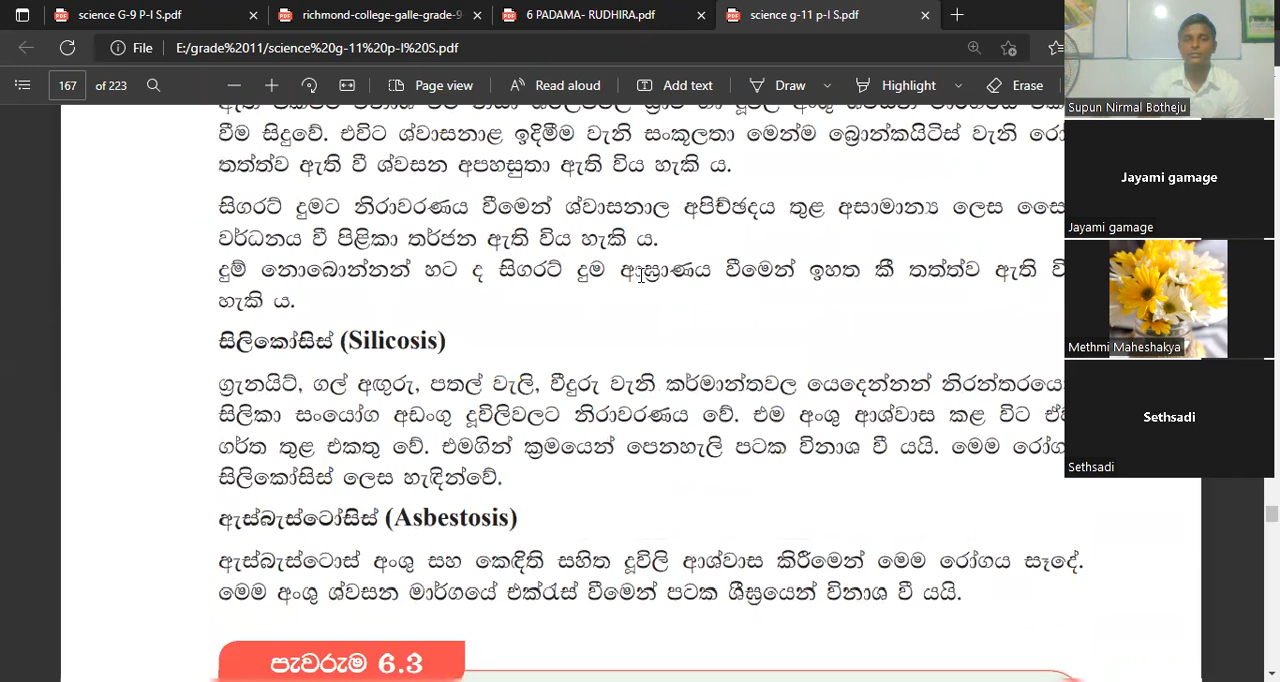 science G-9 P-I S.pdf
richmond-college-galle-grade-9
6 PADAMA- RUDHIRA.pdf
science g-11 p-I S.pdf
File
E:/grade%2011/science%20g-11%20p-I%20S.pdf
167 of 223
Page view
Read aloud
Add text
Draw
Highlight
Erase
වීම සිදුවේ. එවිට ශ්වාසනාළ ඉදිමීම වැනි සංකූලතා මෙන්ම බ්‍රොන්කයිටිස් වැනි රෝ
තත්ත්ව ඇති වී ශ්වසන අපහසුතා ඇති විය හැකි ය.
සිගරට් දුමට නිරාවරණය වීමෙන් ශ්වාසනාල අපිච්ඡදය තුළ අසාමාන්‍ය ලෙස සෛ
වර්ධනය වී පිළිකා තර්ජන ඇති විය හැකි ය.
දුම් නොබොන්නන් හට ද සිගරට් දුම ආඝ්‍රාණය වීමෙන් ඉහත කී තත්ත්ව ඇති වි
හැකි ය.
සිලිකෝසිස් (Silicosis)
ග්‍රැනයිට්, ගල් අඟුරු, පතල් වැලි, වීදුරු වැනි කර්මාන්තවල යෙදෙන්නන් නිරන්තරයෙ
සිලිකා සංයෝග අඩංගු දූවිලිවලට නිරාවරණය වේ. එම අංශු ආශ්වාස කළ විට ඒ
ගර්ත තුළ එකතු වේ. එමගින් ක්‍රමයෙන් පෙනහැලි පටක විනාශ වී යයි. මෙම රෝග
සිලිකෝසිස් ලෙස හැඳින්වේ.
ඇස්බැස්ටෝසිස් (Asbestosis)
ඇස්බැස්ටොස් අංශු සහ කෙඳිති සහිත දූවිලි ආශ්වාස කිරීමෙන් මෙම රෝගය සෑදේ.
මෙම අංශු ශ්වසන මාර්ගයේ එක්රැස් වීමෙන් පටක ශීඝ්‍රයෙන් විනාශ වී යයි.
පැවරුම 6.3
Supun Nirmal Botheju
Jayami gamage
Jayami gamage
Methmi Maheshakya
Sethsadi
Sethsadi